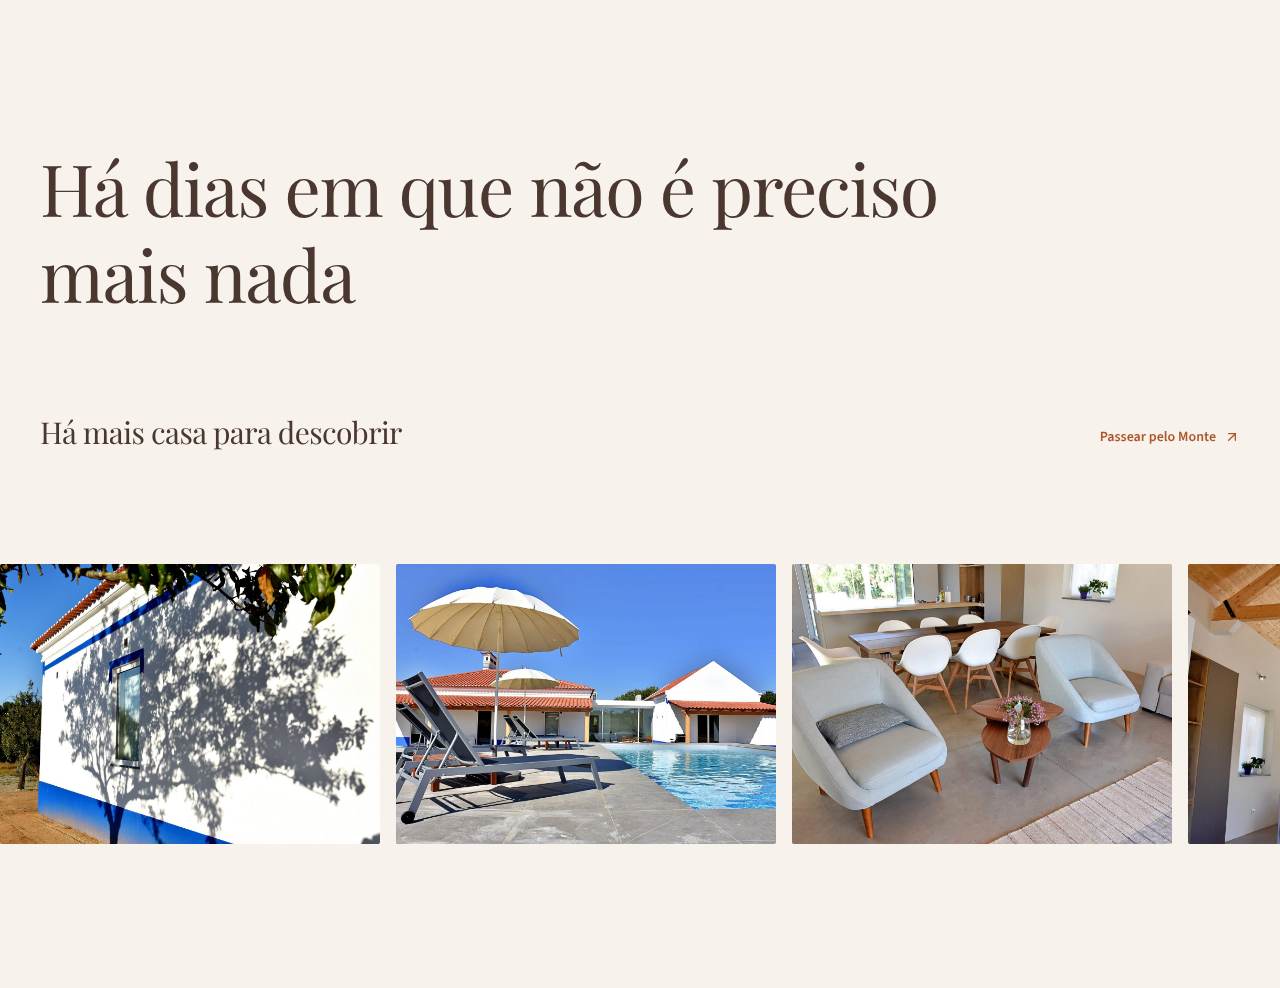 Há dias em que não é preciso
mais nada
Há mais casa para descobrir
Passear pelo Monte